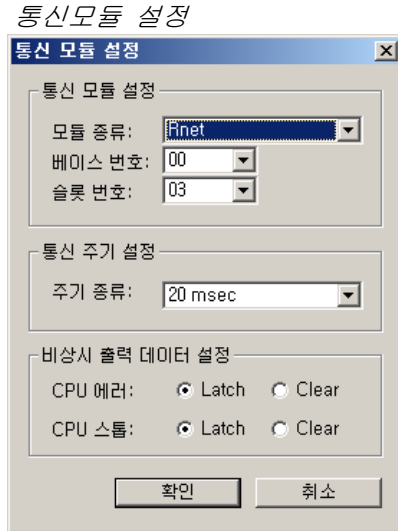 통신모듈 설정
통신 모듈 설정
통신 모듈 설정
모듈 종류: Rnet
베이스 번호: 00
슬롯 번호: 03
통신 주기 설정
주기 종류: 20 msec
비상시 출력 데이터 설정
CPU 에러: Latch Clear
CPU 스톱: Latch Clear
확인 취소